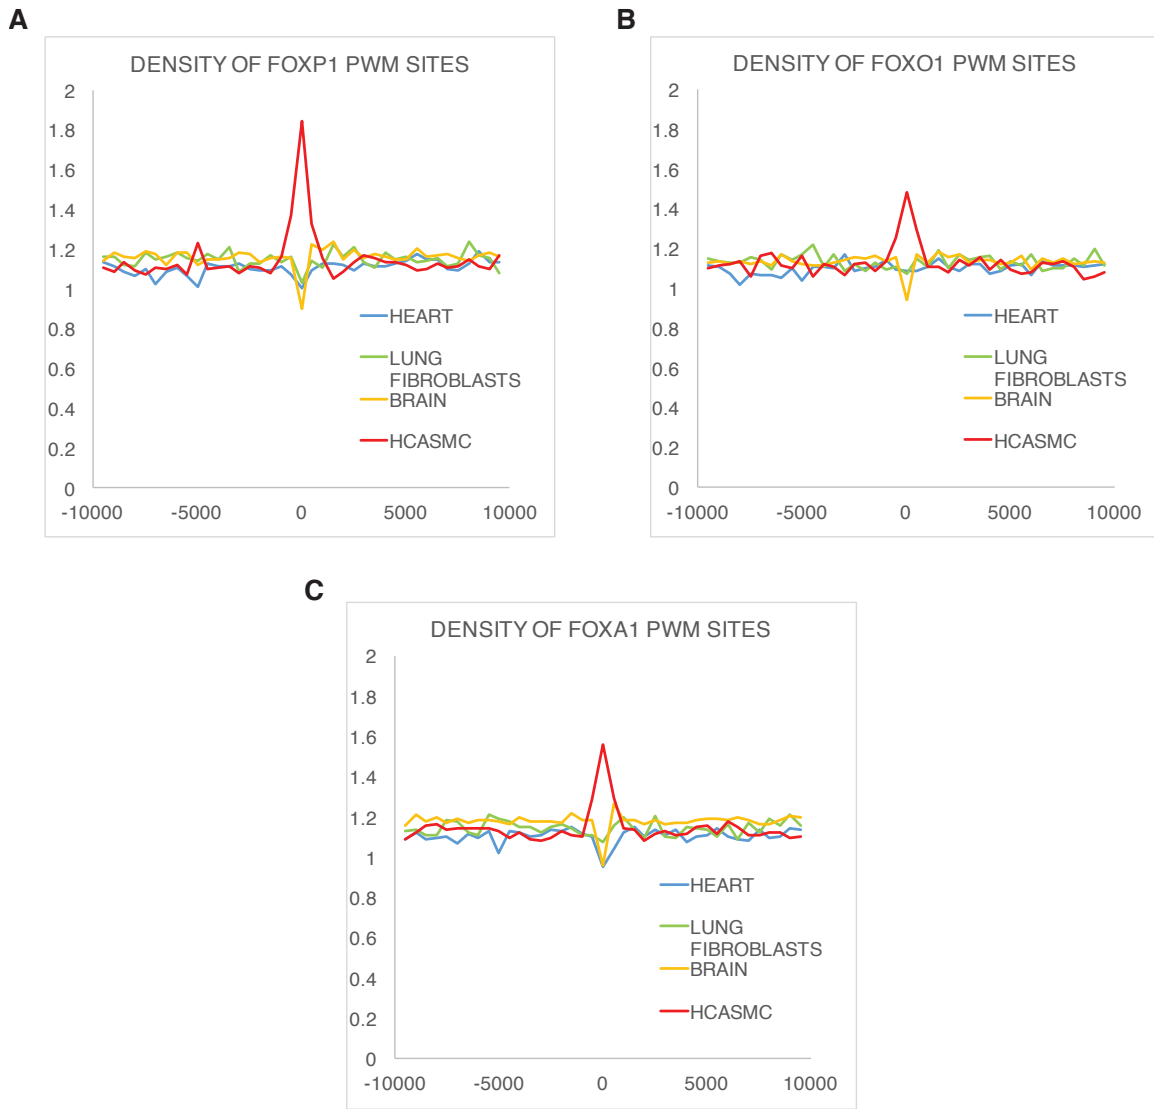 A
DENSITY OF FOXP1 PWM SITES
2
1.8
1.6
1.4
1.2
1
0.8
0.6
0.4
0.2
0
-10000 -5000 0 5000 10000
HEART
LUNG
FIBROBLASTS
BRAIN
HCASMC
B
DENSITY OF FOXO1 PWM SITES
2
1.8
1.6
1.4
1.2
1
0.8
0.6
0.4
0.2
0
-10000 -5000 0 5000 10000
HEART
LUNG
FIBROBLASTS
BRAIN
HCASMC
C
DENSITY OF FOXA1 PWM SITES
2
1.8
1.6
1.4
1.2
1
0.8
0.6
0.4
0.2
0
-10000 -5000 0 5000 10000
HEART
LUNG
FIBROBLASTS
BRAIN
HCASMC